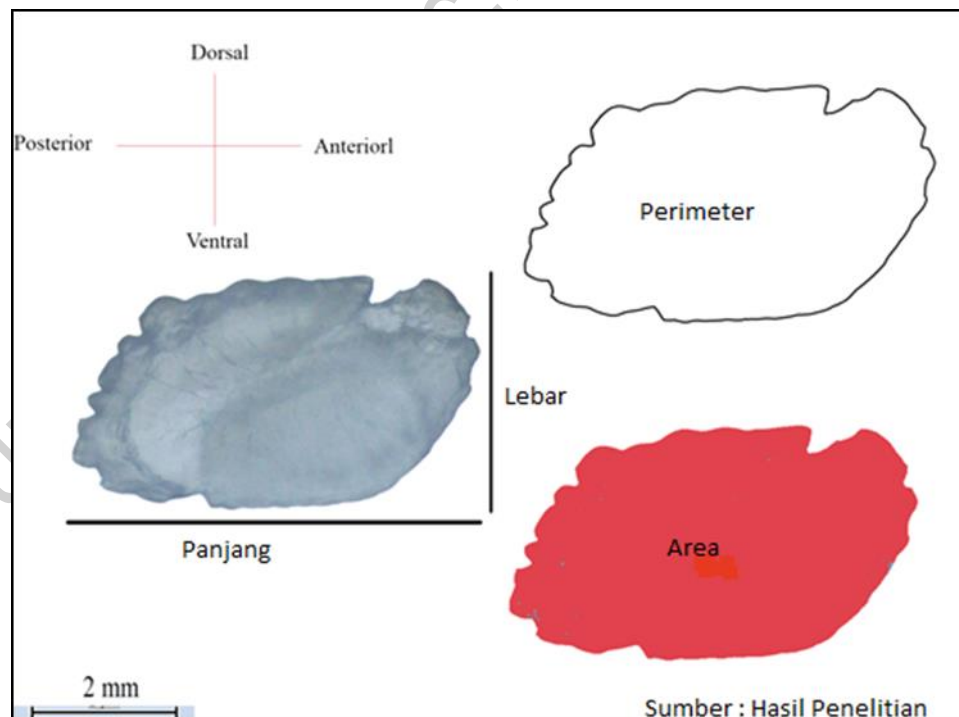 Dorsal
Posterior
Anteriorl
Ventral
Perimeter
Lebar
Panjang
Area
2 mm
Sumber : Hasil Penelitian